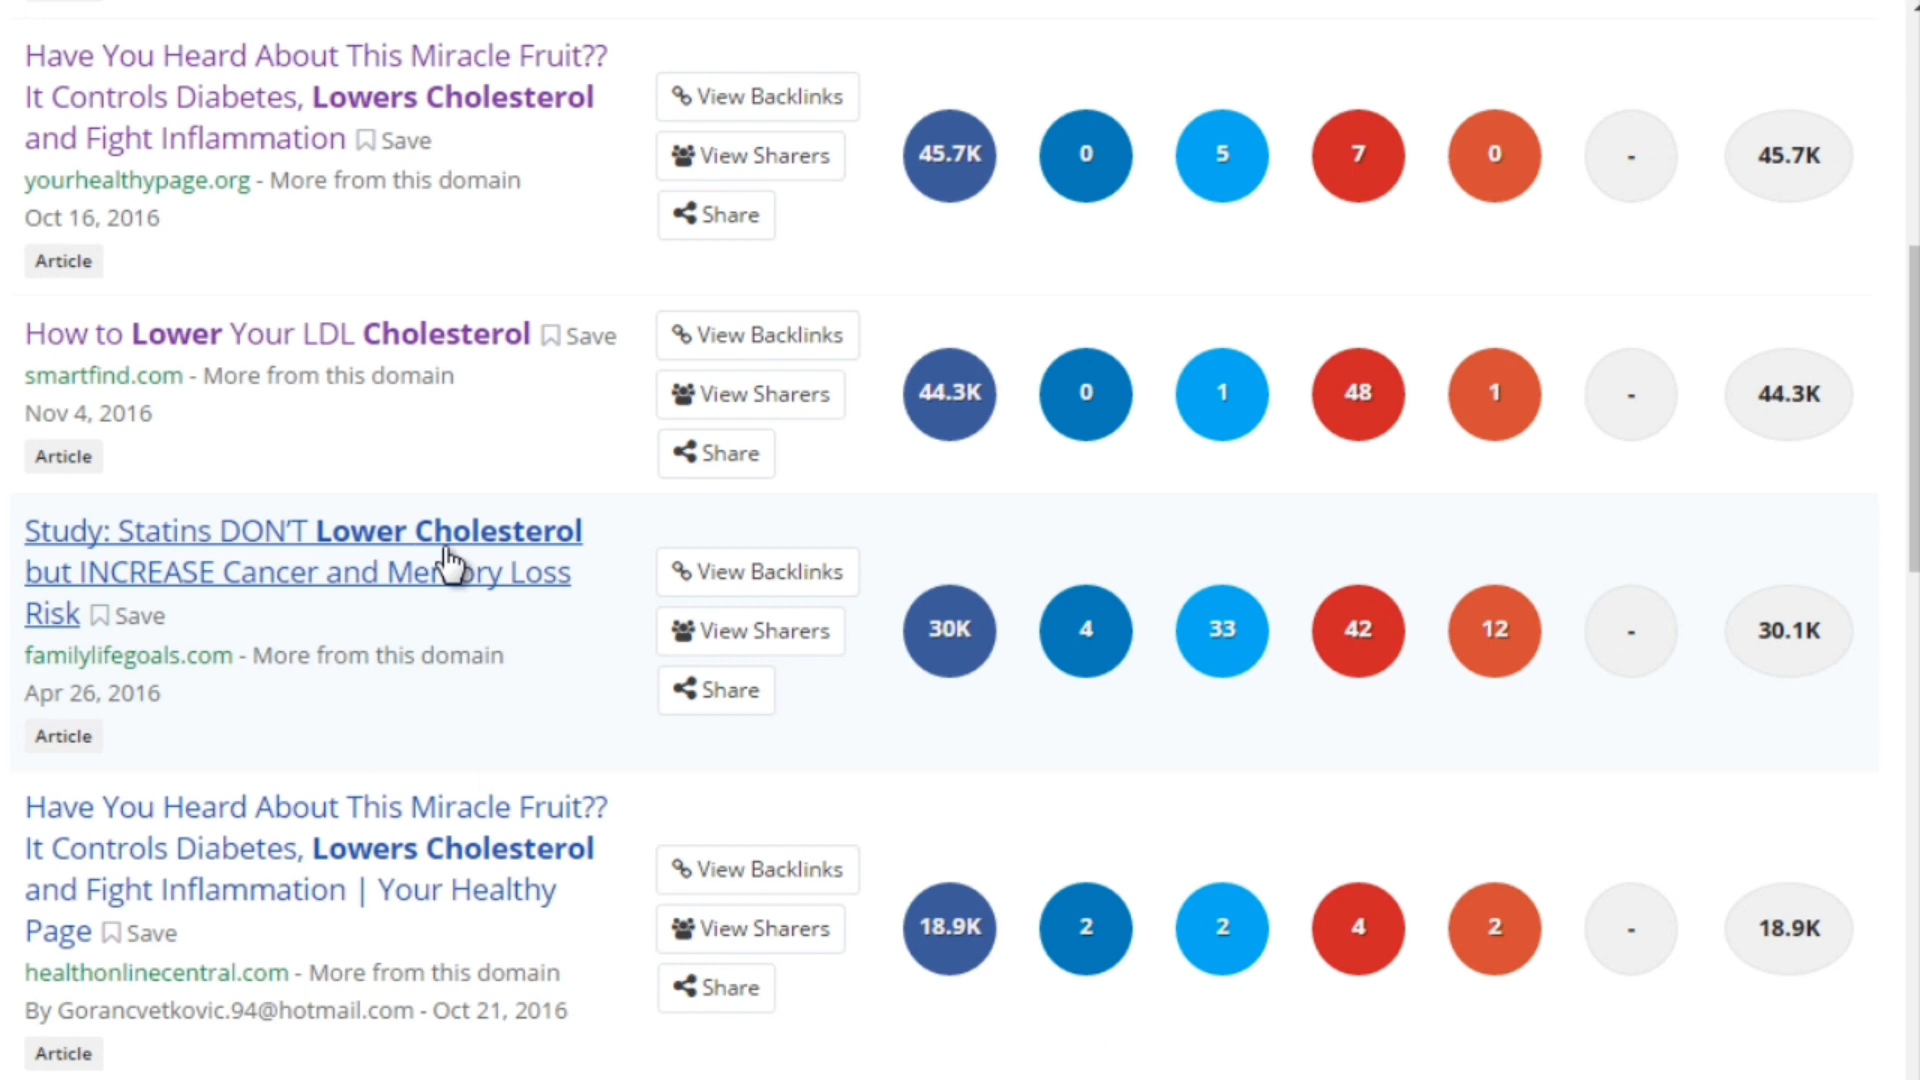 Have You Heard About This Miracle Fruit??
It Controls Diabetes, Lowers Cholesterol
and Fight Inflammation Save
yourhealthypage.org - More from this domain
Oct 16, 2016
Article
View Backlinks
View Sharers
Share
45.7K 0 5 7 0 - 45.7K
How to Lower Your LDL Cholesterol Save
smartfind.com - More from this domain
Nov 4, 2016
Article
View Backlinks
View Sharers
Share
44.3K 0 1 48 1 - 44.3K
Study: Statins DON'T Lower Cholesterol
but INCREASE Cancer and Memory Loss
Risk Save
familylifegoals.com - More from this domain
Apr 26, 2016
Article
View Backlinks
View Sharers
Share
30K 4 33 42 12 - 30.1K
Have You Heard About This Miracle Fruit??
It Controls Diabetes, Lowers Cholesterol
and Fight Inflammation | Your Healthy
Page Save
healthonlinecentral.com - More from this domain
By Gorancvetkovic.94@hotmail.com - Oct 21, 2016
Article
View Backlinks
View Sharers
Share
18.9K 2 2 4 2 - 18.9K